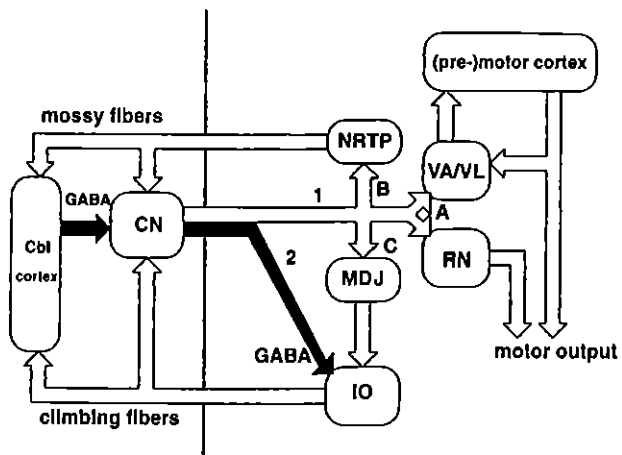 (pre-)motor cortex
mossy fibers
NRTP
VA/VL
GABA
1
B
A
Cbl
cortex
CN
2
C
MDJ
RN
GABA
motor output
IO
climbing fibers